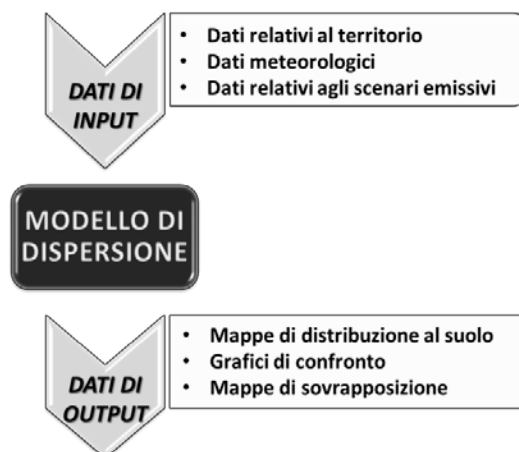 DATI DI
INPUT
• Dati relativi al territorio
• Dati meteorologici
• Dati relativi agli scenari emissivi
MODELLO DI
DISPERSIONE
DATI DI
OUTPUT
• Mappe di distribuzione al suolo
• Grafici di confronto
• Mappe di sovrapposizione